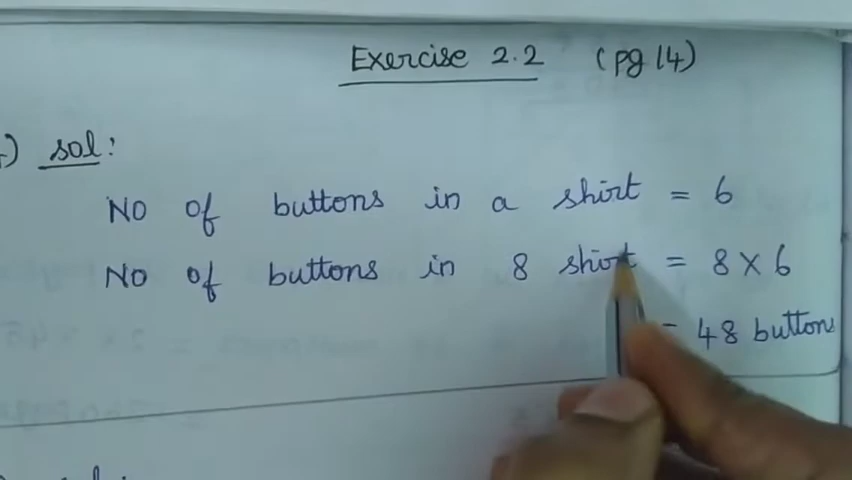 Exercise 2.2 (pg 14)
) sol:
NO of buttons in a shirt = 6
NO of buttons in 8 shirt = 8 × 6
= 48 buttons